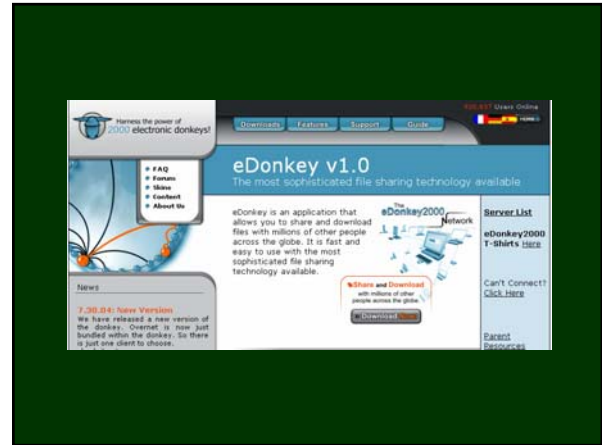 Users Online
Harness the power of
2000 electronic donkeys!
Downloads Features Support Guide
HOME
FAQ
Forum
Skins
Content
About Us
eDonkey v1.0
The most sophisticated file sharing technology available
eDonkey is an application that
allows you to share and download
files with millions of other people
across the globe. It is fast and
easy to use with the most
sophisticated file sharing
technology available.
The
eDonkey2000
Network
Share and Download
with millions of other
people across the globe
Download Now
Server List
eDonkey2000
T-Shirts Here
Can't Connect?
Click Here
Parent
Resources
News
7.30.04: New Version
We have released a new version of
the donkey. Overnet is now just
bundled within the donkey. So there
is just one client to choose.